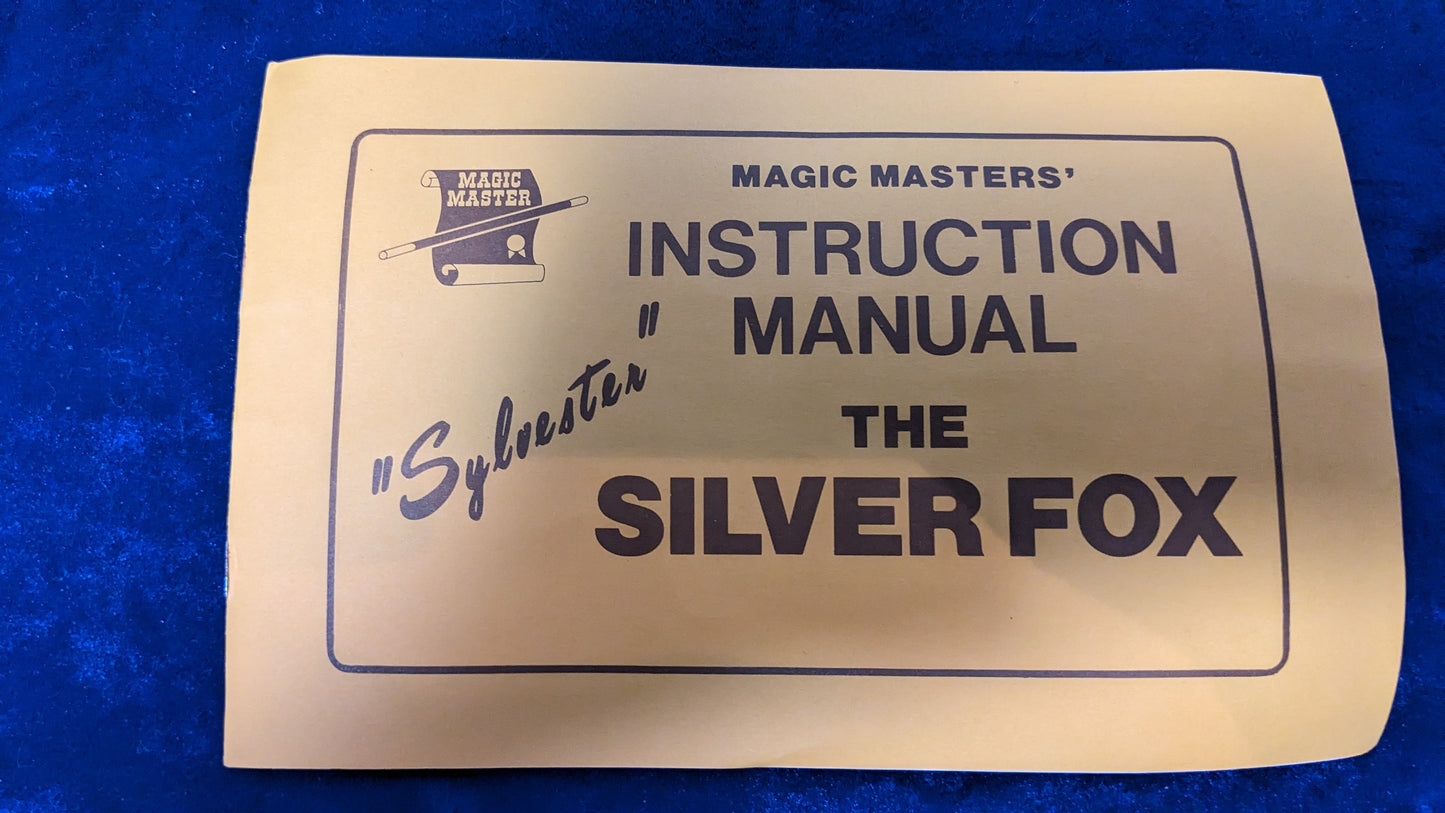 MAGIC
MASTER
MAGIC MASTERS'
INSTRUCTION
MANUAL
"Sylvester"
THE
SILVER FOX